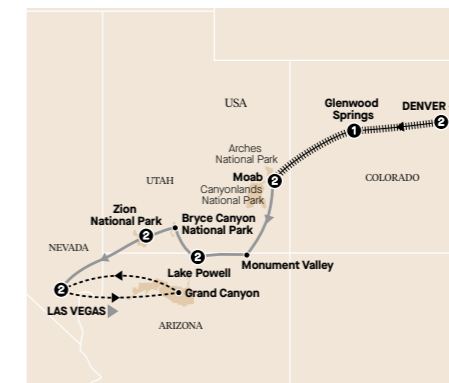 USA
Glenwood
Springs
1
DENVER
2
Arches
National Park
Moab
2
Canyonlands
National Park
UTAH
COLORADO
Zion
National Park
2
Bryce Canyon
National Park
NEVADA
2
Lake Powell
Monument Valley
2
Grand Canyon
LAS VEGAS
ARIZONA